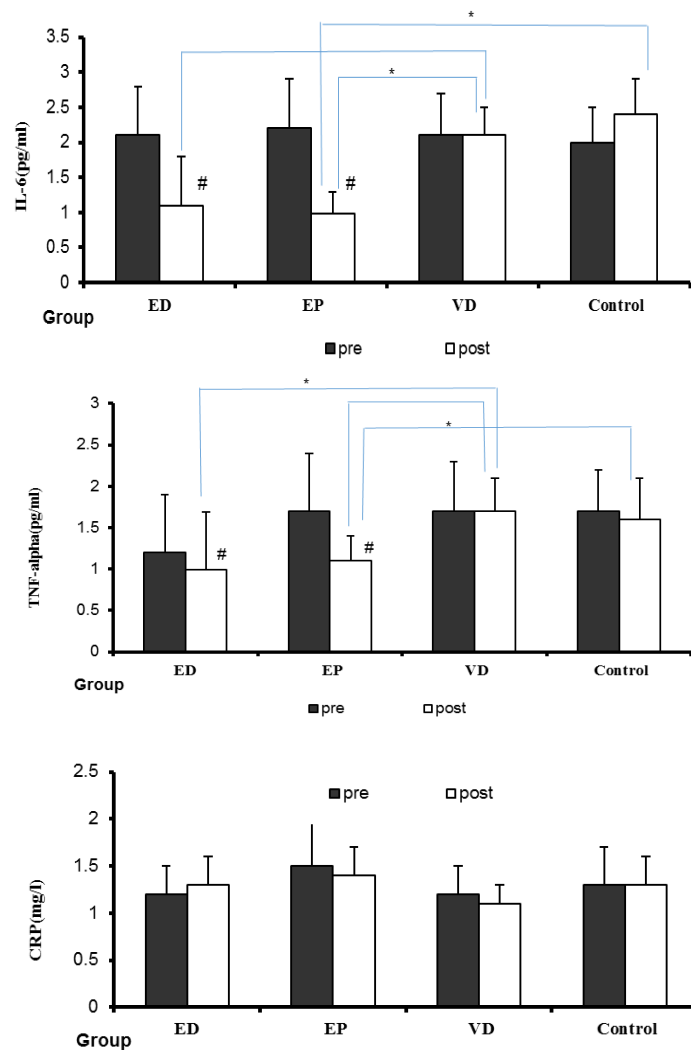 *
3.5
3
2.5
2
1.5
1
0.5
0
IL-6(pg/ml)
*
#
#
ED EP VD Control
Group
pre post
*
3
2.5
2
1.5
1
0.5
0
TNF-alpha(pg/ml)
*
#
#
ED EP VD Control
Group
pre post
2.5
2
1.5
1
0.5
0
CRP(mg/l)
pre post
ED EP VD Control
Group